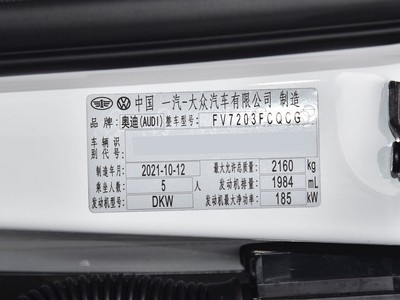 中国 一汽-大众汽车有限公司 制造
品牌: 奥迪(AUDI) 整车型号: FV7203FCQCG
车辆识别代号:
制造年月: 2021-10-12 最大允许总质量: 2160 kg
乘坐人数: 5 人 发动机排量: 1984 mL
发动机型号: DKW 发动机最大净功率: 185 kW